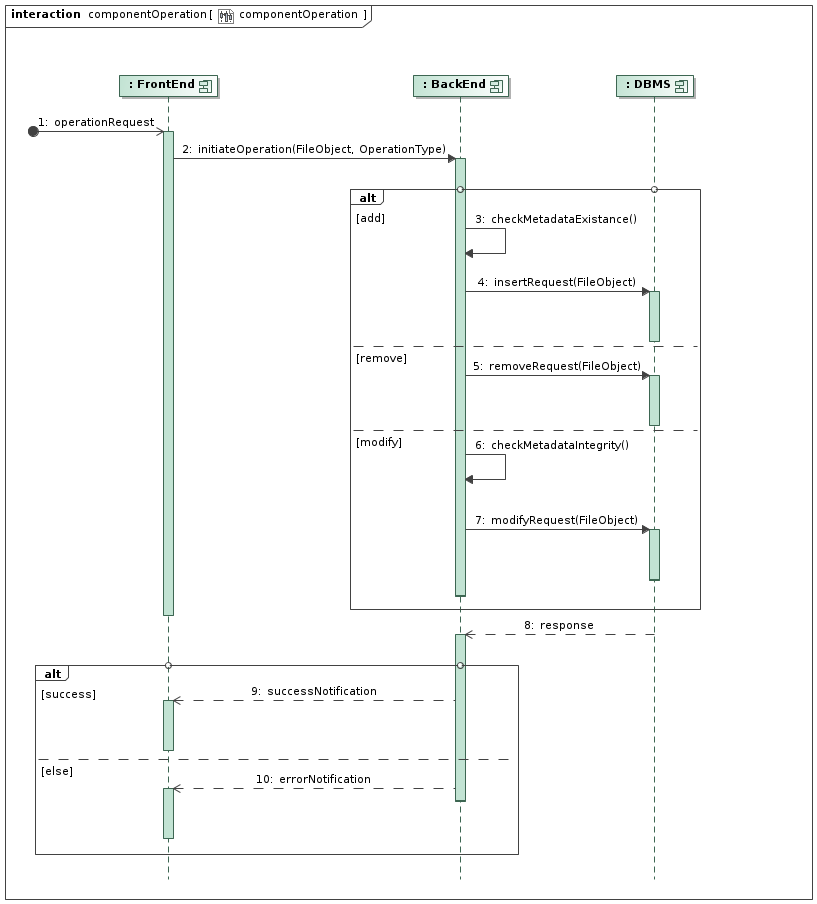 interaction componentOperation [ componentOperation ]
: FrontEnd
: BackEnd
: DBMS
1: operationRequest
2: initiateOperation(FileObject, OperationType)
alt
[add]
3: checkMetadataExistance()
4: insertRequest(FileObject)
[remove]
5: removeRequest(FileObject)
[modify]
6: checkMetadataIntegrity()
7: modifyRequest(FileObject)
8: response
alt
[success]
9: successNotification
[else]
10: errorNotification